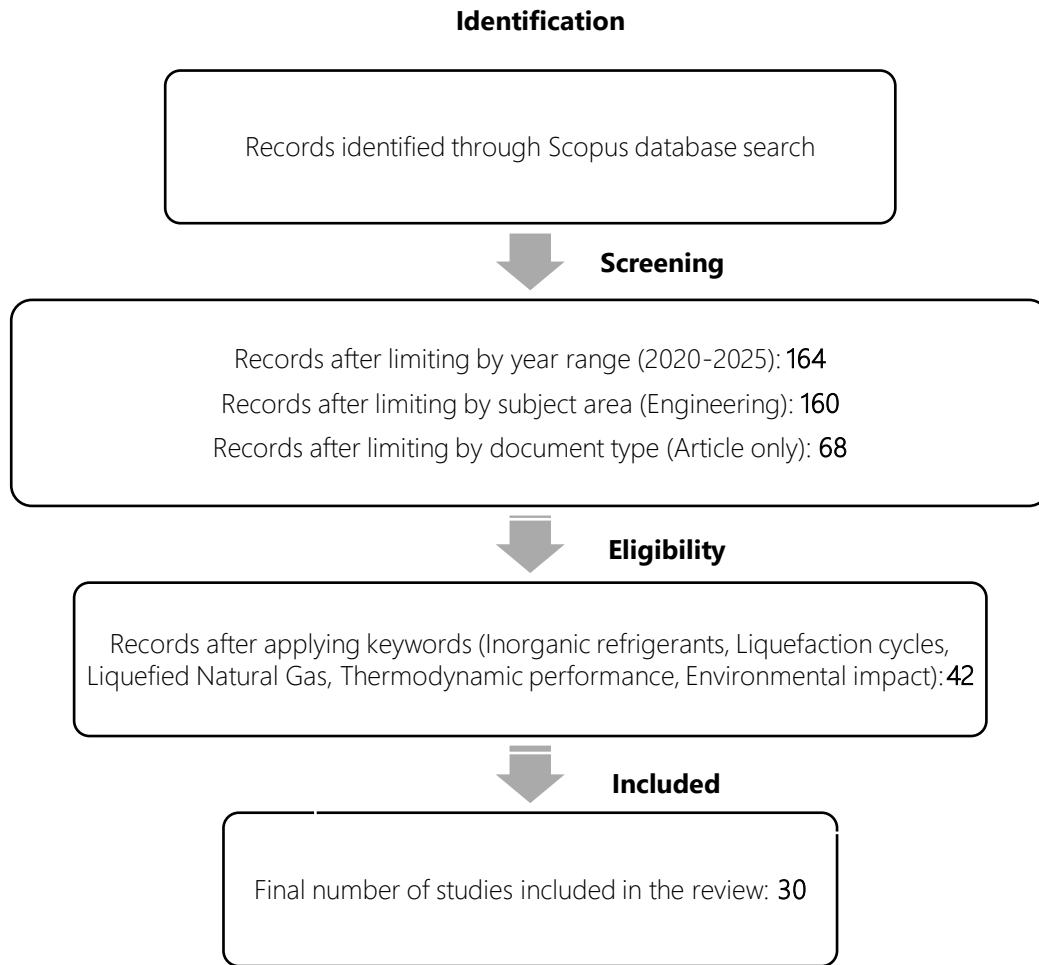 Identification
Records identified through Scopus database search
Screening
Records after limiting by year range (2020-2025): 164
Records after limiting by subject area (Engineering): 160
Records after limiting by document type (Article only): 68
Eligibility
Records after applying keywords (Inorganic refrigerants, Liquefaction cycles,
Liquefied Natural Gas, Thermodynamic performance, Environmental impact): 42
Included
Final number of studies included in the review: 30